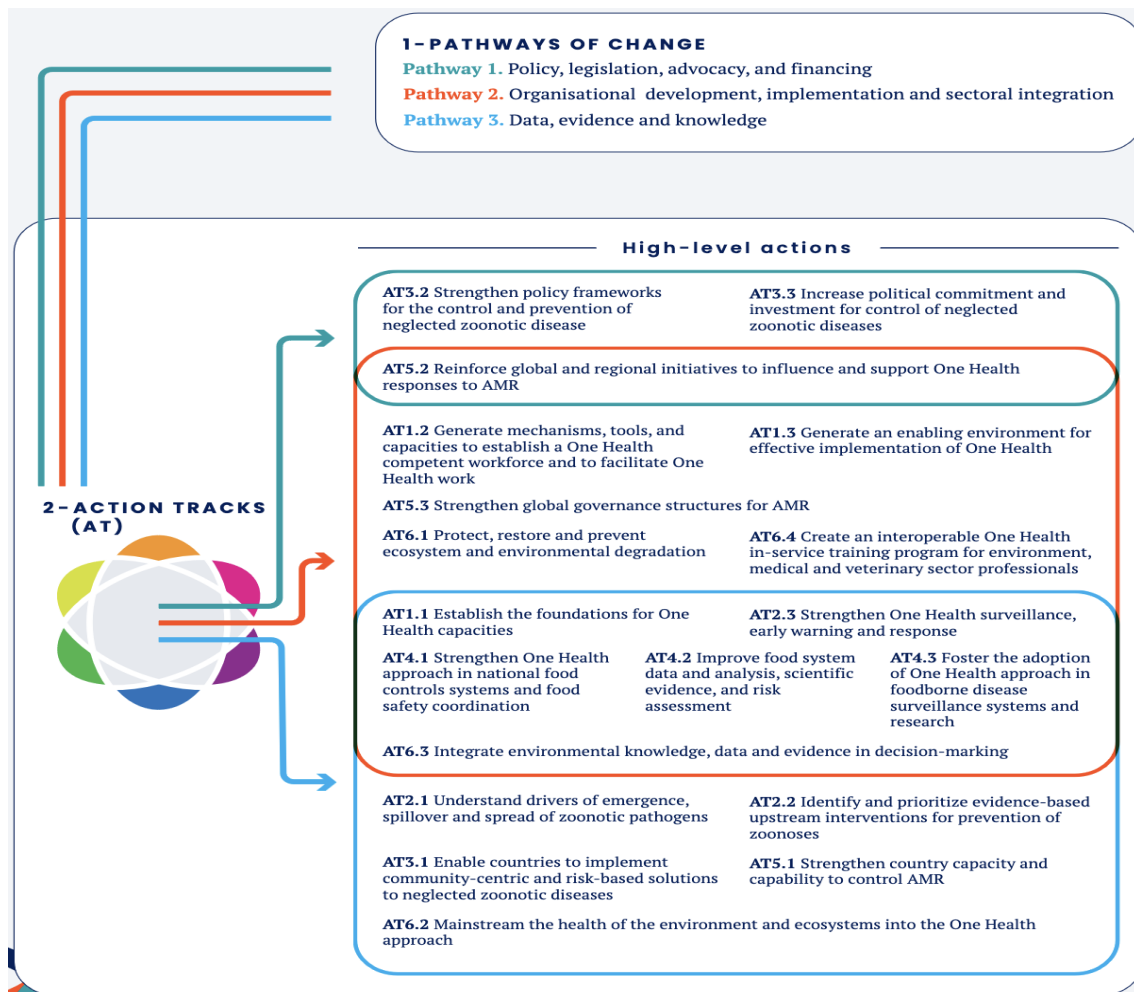 1-PATHWAYS OF CHANGE
Pathway 1. Policy, legislation, advocacy, and financing
Pathway 2. Organisational development, implementation and sectoral integration
Pathway 3. Data, evidence and knowledge
High-level actions
AT3.2 Strengthen policy frameworks
for the control and prevention of
neglected zoonotic disease
AT3.3 Increase political commitment and
investment for control of neglected
zoonotic diseases
AT5.2 Reinforce global and regional initiatives to influence and support One Health
responses to AMR
AT1.2 Generate mechanisms, tools, and
capacities to establish a One Health
competent workforce and to facilitate One
Health work
AT1.3 Generate an enabling environment for
effective implementation of One Health
AT5.3 Strengthen global governance structures for AMR
AT6.1 Protect, restore and prevent
ecosystem and environmental degradation
AT6.4 Create an interoperable One Health
in-service training program for environment,
medical and veterinary sector professionals
2-ACTION TRACKS
(AT)
AT1.1 Establish the foundations for One
Health capacities
AT2.3 Strengthen One Health surveillance,
early warning and response
AT4.1 Strengthen One Health
approach in national food
controls systems and food
safety coordination
AT4.2 Improve food system
data and analysis, scientific
evidence, and risk
assessment
AT4.3 Foster the adoption
of One Health approach in
foodborne disease
surveillance systems and
research
AT6.3 Integrate environmental knowledge, data and evidence in decision-marking
AT2.1 Understand drivers of emergence,
spillover and spread of zoonotic pathogens
AT2.2 Identify and prioritize evidence-based
upstream interventions for prevention of
zoonoses
AT3.1 Enable countries to implement
community-centric and risk-based solutions
to neglected zoonotic diseases
AT5.1 Strengthen country capacity and
capability to control AMR
AT6.2 Mainstream the health of the environment and ecosystems into the One Health
approach